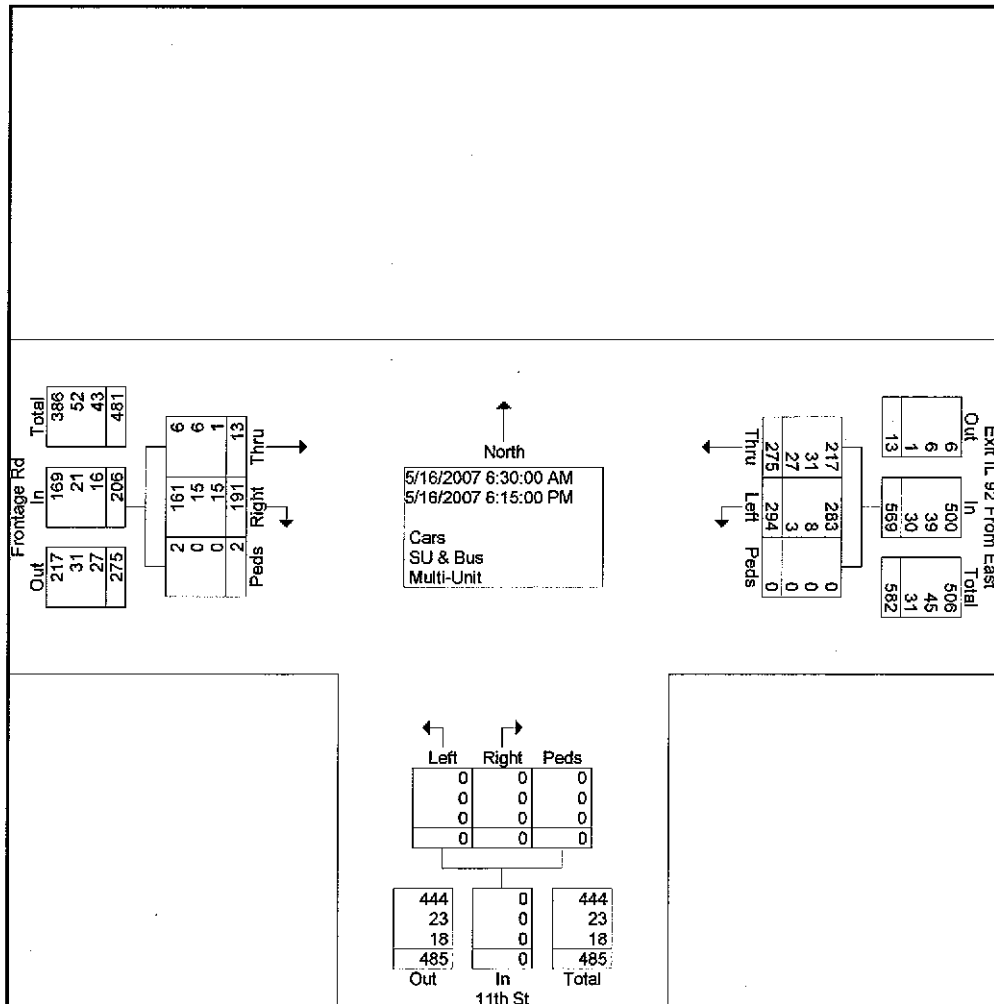 North
5/16/2007 6:30:00 AM
5/16/2007 6:15:00 PM
Cars
SU & Bus
Multi-Unit
Frontage Rd
Total
386
52
43
481
In
169
21
16
206
Out
217
31
27
275
Thru
6
6
1
13
Right
161
15
15
191
Peds
2
0
0
2
Exit IL 92 From East
Out
6
6
1
13
In
500
39
30
569
Total
506
45
31
582
Thru
217
31
27
275
Left
283
8
3
294
Peds
0
0
0
0
Left Right Peds
0 0 0
0 0 0
0 0 0
0 0 0
444 0 444
23 0 23
18 0 18
485 0 485
Out In Total
11th St